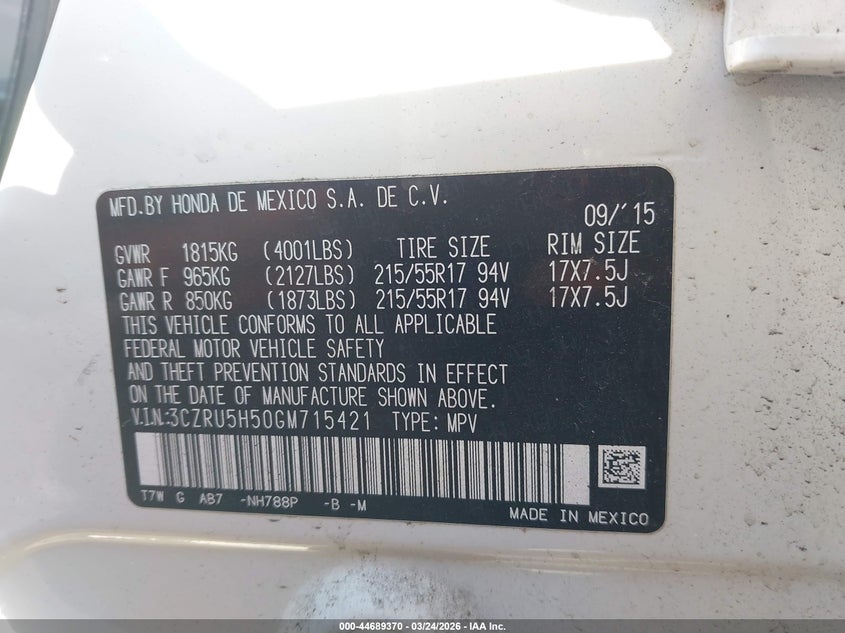 MFD.BY HONDA DE MEXICO S.A. DE C.V.
09/'15
GVWR 1815KG (4001LBS) TIRE SIZE RIM SIZE
GAWR F 965KG (2127LBS) 215/55R17 94V 17X7.5J
GAWR R 850KG (1873LBS) 215/55R17 94V 17X7.5J
THIS VEHICLE CONFORMS TO ALL APPLICABLE
FEDERAL MOTOR VEHICLE SAFETY
AND THEFT PREVENTION STANDARDS IN EFFECT
ON THE DATE OF MANUFACTURE SHOWN ABOVE.
V.I.N:3CZRU5H50GM715421 TYPE: MPV
T7W G AB7 -NH788P -B -M
MADE IN MEXICO
000-44689370 - 03/24/2026 - IAA Inc.